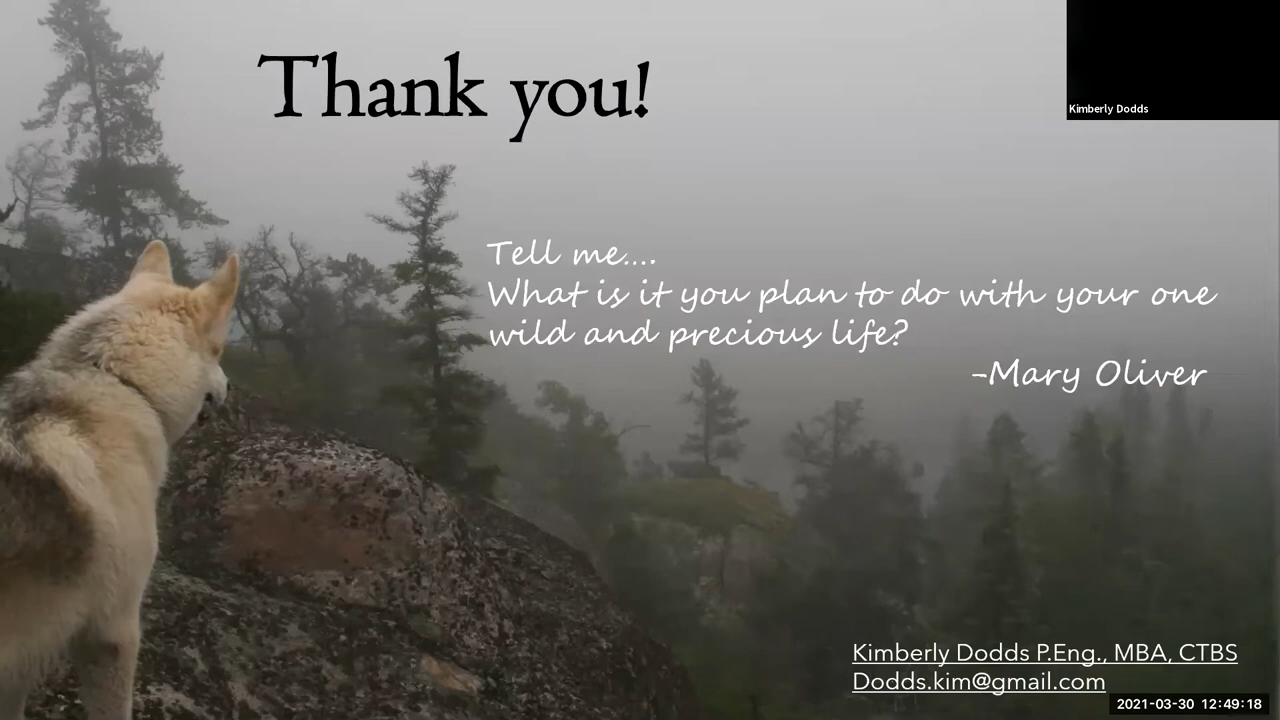 Thank you!
Kimberly Dodds
Tell me....
What is it you plan to do with your one
wild and precious life?
-Mary Oliver
Kimberly Dodds P.Eng., MBA, CTBS
Dodds.kim@gmail.com
2021-03-30 12:49:18